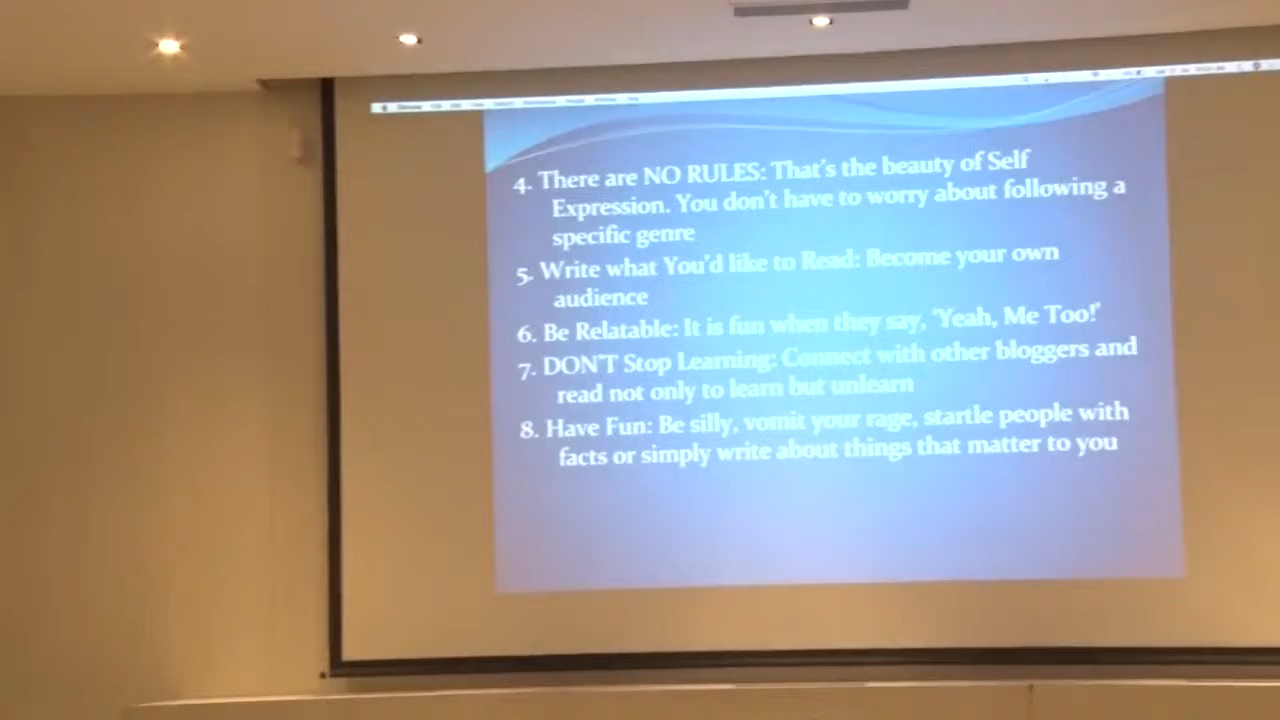 4. There are NO RULES: That's the beauty of Self
Expression. You don't have to worry about following a
specific genre
5. Write what You'd like to Read: Become your own
audience
6. Be Relatable: It is fun when they say, 'Yeah, Me Too!'
7. DON'T Stop Learning: Connect with other bloggers and
read not only to learn but unlearn
8. Have Fun: Be silly, vomit your rage, startle people with
facts or simply write about things that matter to you